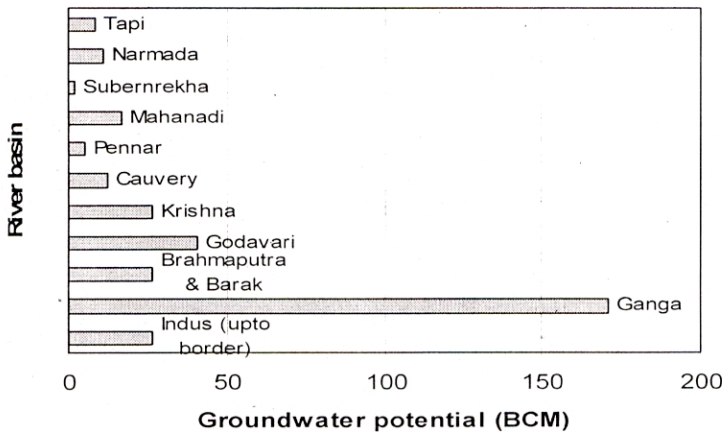 Tapi
Narmada
Subernrekha
Mahanadi
Pennar
Cauvery
Krishna
Godavari
Brahmaputra
& Barak
Ganga
Indus (upto
border)
River basin
0 50 100 150 200
Groundwater potential (BCM)